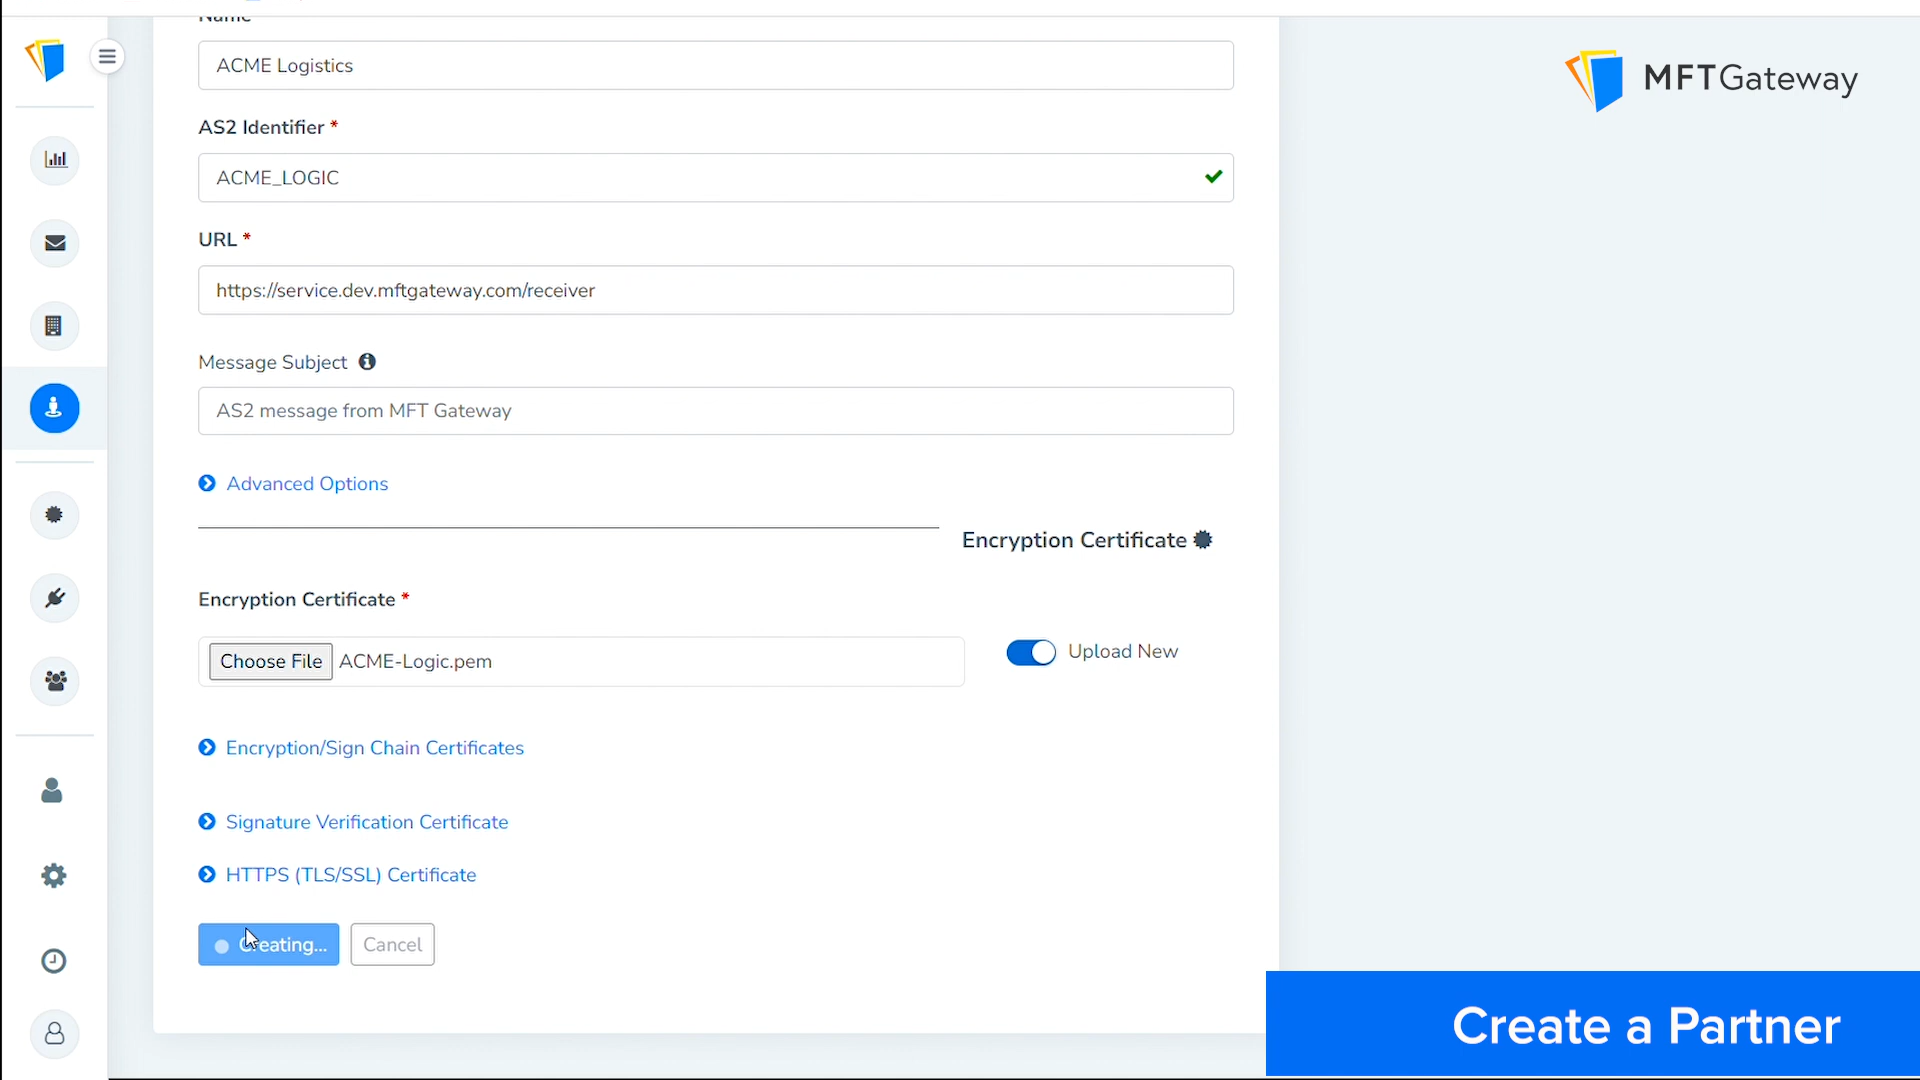 Name
ACME Logistics
MFTGateway
AS2 Identifier *
ACME_LOGIC
URL *
https://service.dev.mftgateway.com/receiver
Message Subject
AS2 message from MFT Gateway
Advanced Options
Encryption Certificate
Encryption Certificate *
Choose File ACME-Logic.pem
Upload New
Encryption/Sign Chain Certificates
Signature Verification Certificate
HTTPS (TLS/SSL) Certificate
Creating...
Cancel
Create a Partner